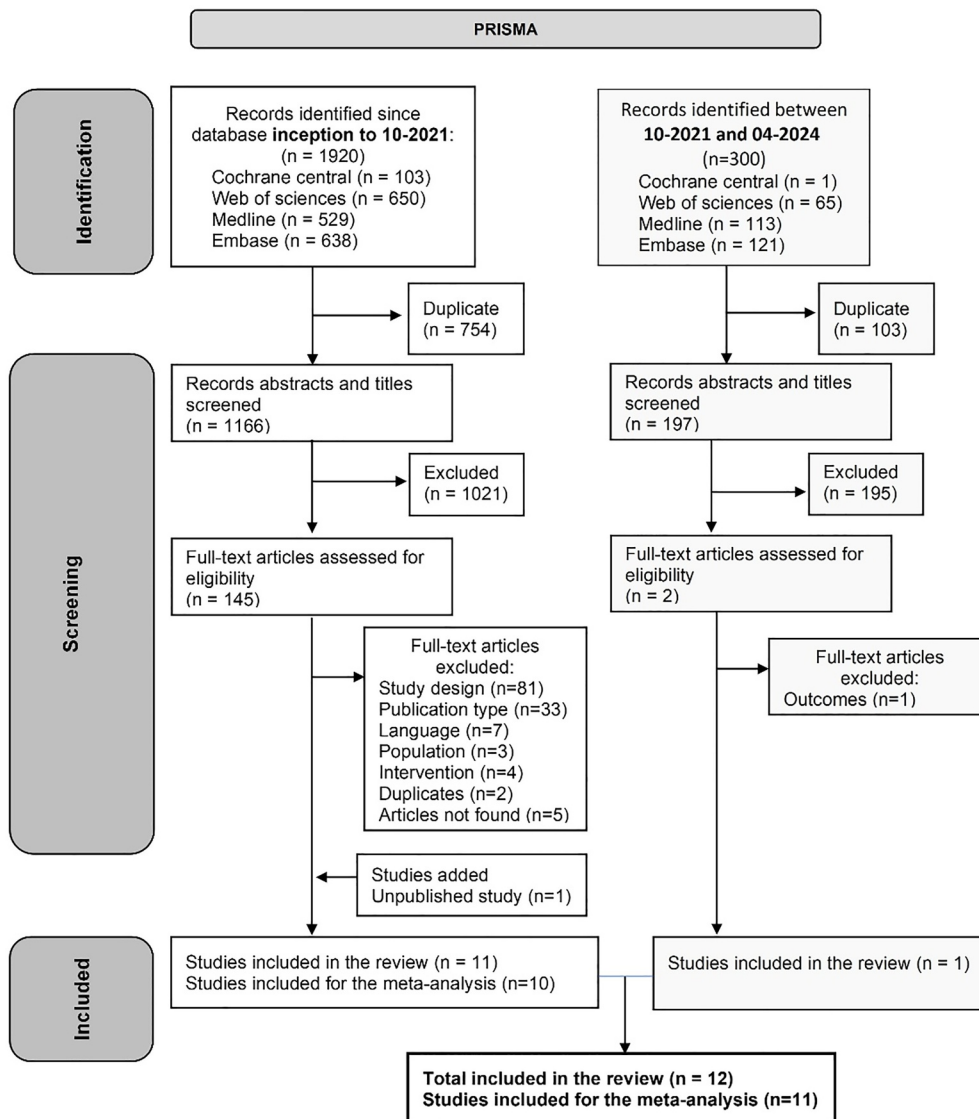 PRISMA
Identification
Records identified since
database inception to 10-2021:
(n = 1920)
Cochrane central (n = 103)
Web of sciences (n = 650)
Medline (n = 529)
Embase (n = 638)
Records identified between
10-2021 and 04-2024
(n=300)
Cochrane central (n = 1)
Web of sciences (n = 65)
Medline (n = 113)
Embase (n = 121)
Duplicate
(n = 754)
Duplicate
(n = 103)
Screening
Records abstracts and titles
screened
(n = 1166)
Records abstracts and titles
screened
(n = 197)
Excluded
(n = 1021)
Excluded
(n = 195)
Full-text articles assessed for
eligibility
(n = 145)
Full-text articles assessed for
eligibility
(n = 2)
Full-text articles
excluded:
Study design (n=81)
Publication type (n=33)
Language (n=7)
Population (n=3)
Intervention (n=4)
Duplicates (n=2)
Articles not found (n=5)
Full-text articles
excluded:
Outcomes (n=1)
Studies added
Unpublished study (n=1)
Included
Studies included in the review (n = 11)
Studies included for the meta-analysis (n=10)
Studies included in the review (n = 1)
Total included in the review (n = 12)
Studies included for the meta-analysis (n=11)